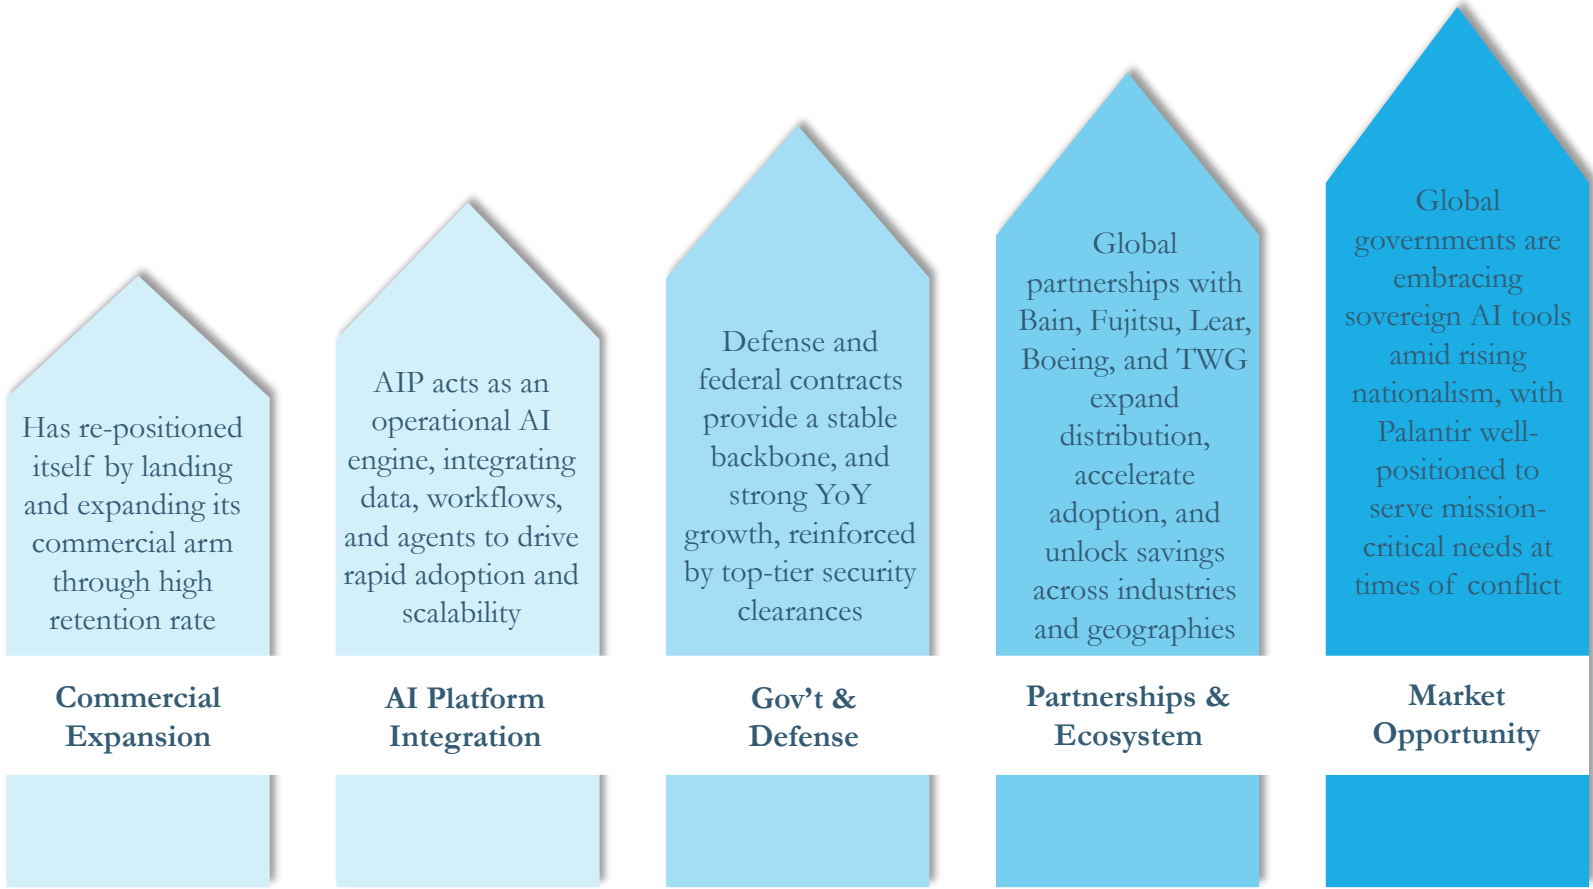 Has re-positioned
itself by landing
and expanding its
commercial arm
through high
retention rate
Commercial
Expansion
AIP acts as an
operational AI
engine, integrating
data, workflows,
and agents to drive
rapid adoption and
scalability
AI Platform
Integration
Defense and
federal contracts
provide a stable
backbone, and
strong YoY
growth, reinforced
by top-tier security
clearances
Gov't &
Defense
Global
partnerships with
Bain, Fujitsu, Lear,
Boeing, and TWG
expand
distribution,
accelerate
adoption, and
unlock savings
across industries
and geographies
Partnerships &
Ecosystem
Global
governments are
embracing
sovereign AI tools
amid rising
nationalism, with
Palantir well-
positioned to
serve mission-
critical needs at
times of conflict
Market
Opportunity